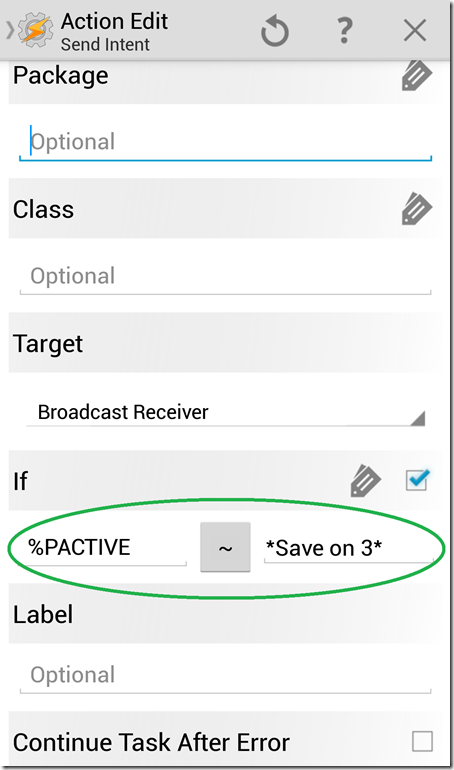 Action Edit
Send Intent
?
Package
Optional
Class
Optional
Target
Broadcast Receiver
If
%PACTIVE ~ *Save on 3*
Label
Optional
Continue Task After Error